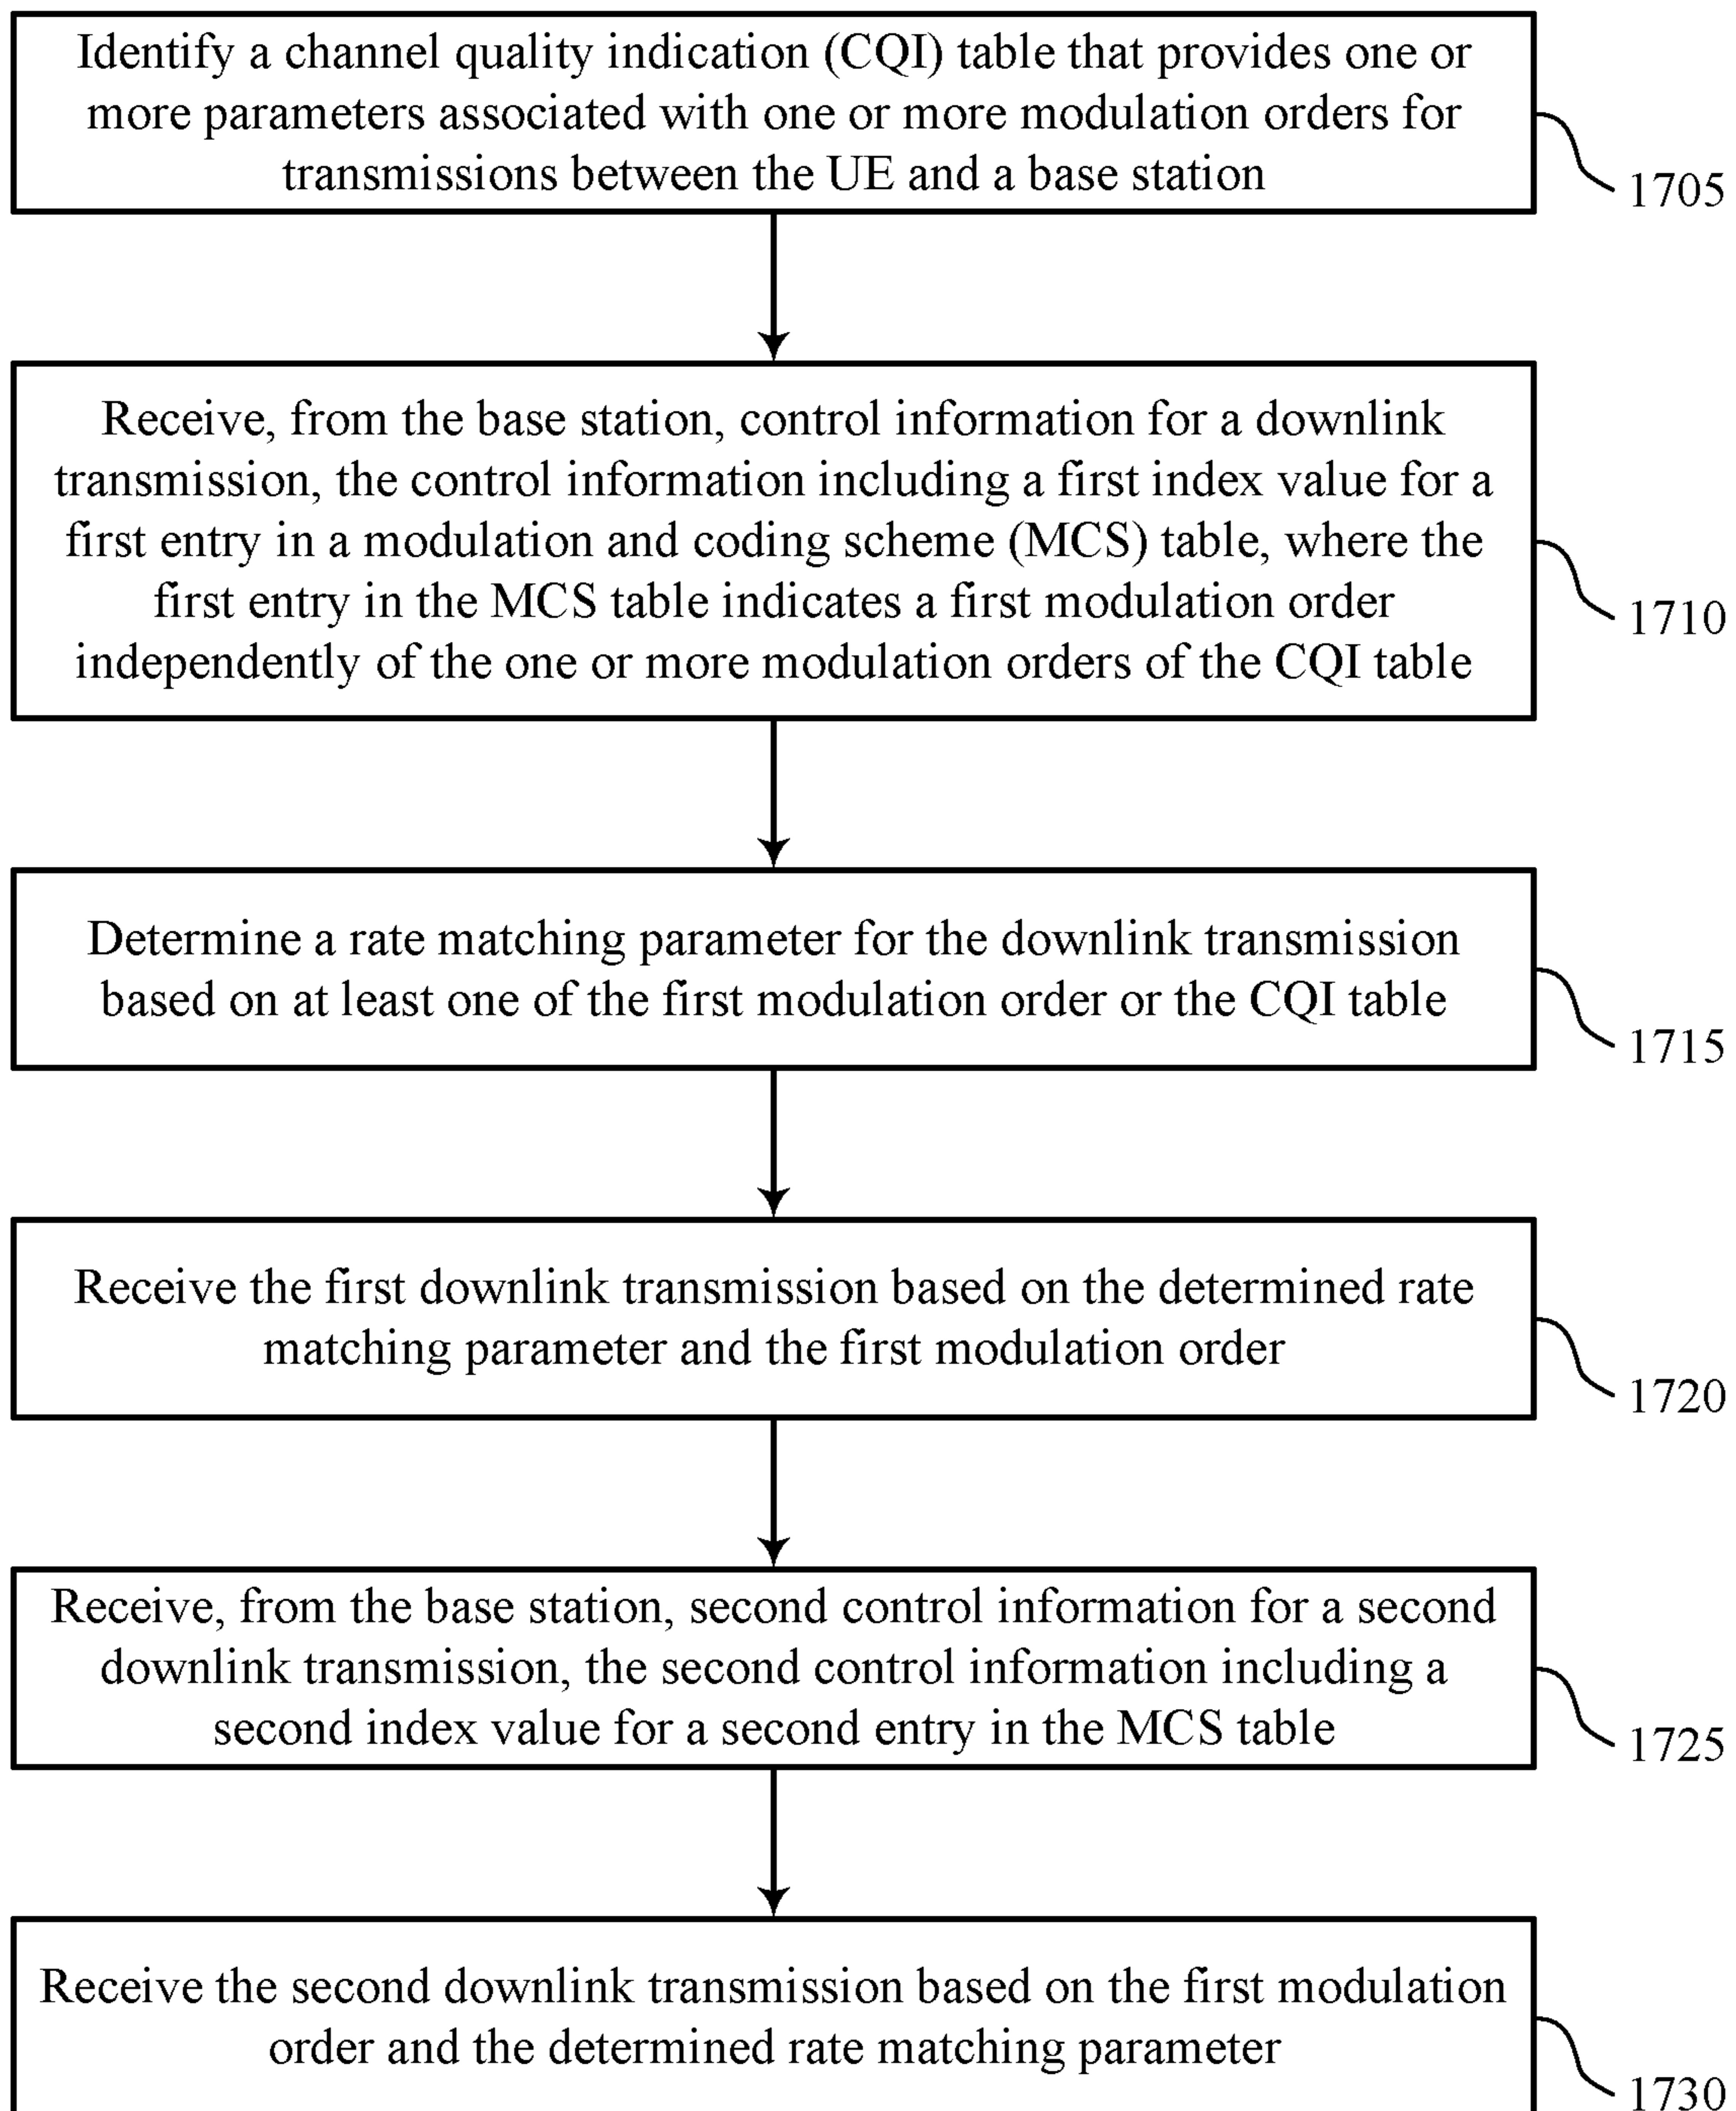 Identify a channel quality indication (CQI) table that provides one or
more parameters associated with one or more modulation orders for
transmissions between the UE and a base station
1705
Receive, from the base station, control information for a downlink
transmission, the control information including a first index value for a
first entry in a modulation and coding scheme (MCS) table, where the
first entry in the MCS table indicates a first modulation order
independently of the one or more modulation orders of the CQI table
1710
Determine a rate matching parameter for the downlink transmission
based on at least one of the first modulation order or the CQI table
1715
Receive the first downlink transmission based on the determined rate
matching parameter and the first modulation order
1720
Receive, from the base station, second control information for a second
downlink transmission, the second control information including a
second index value for a second entry in the MCS table
1725
Receive the second downlink transmission based on the first modulation
order and the determined rate matching parameter
1730